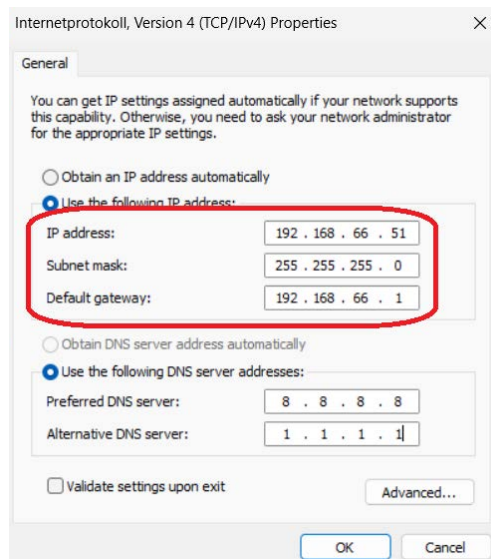 Internetprotokoll, Version 4 (TCP/IPv4) Properties
General
You can get IP settings assigned automatically if your network supports
this capability. Otherwise, you need to ask your network administrator
for the appropriate IP settings.
Obtain an IP address automatically
Use the following IP address:
IP address: 192 . 168 . 66 . 51
Subnet mask: 255 . 255 . 255 . 0
Default gateway: 192 . 168 . 66 . 1
Obtain DNS server address automatically
Use the following DNS server addresses:
Preferred DNS server: 8 . 8 . 8 . 8
Alternative DNS server: 1 . 1 . 1 . 1
Validate settings upon exit
Advanced...
OK Cancel